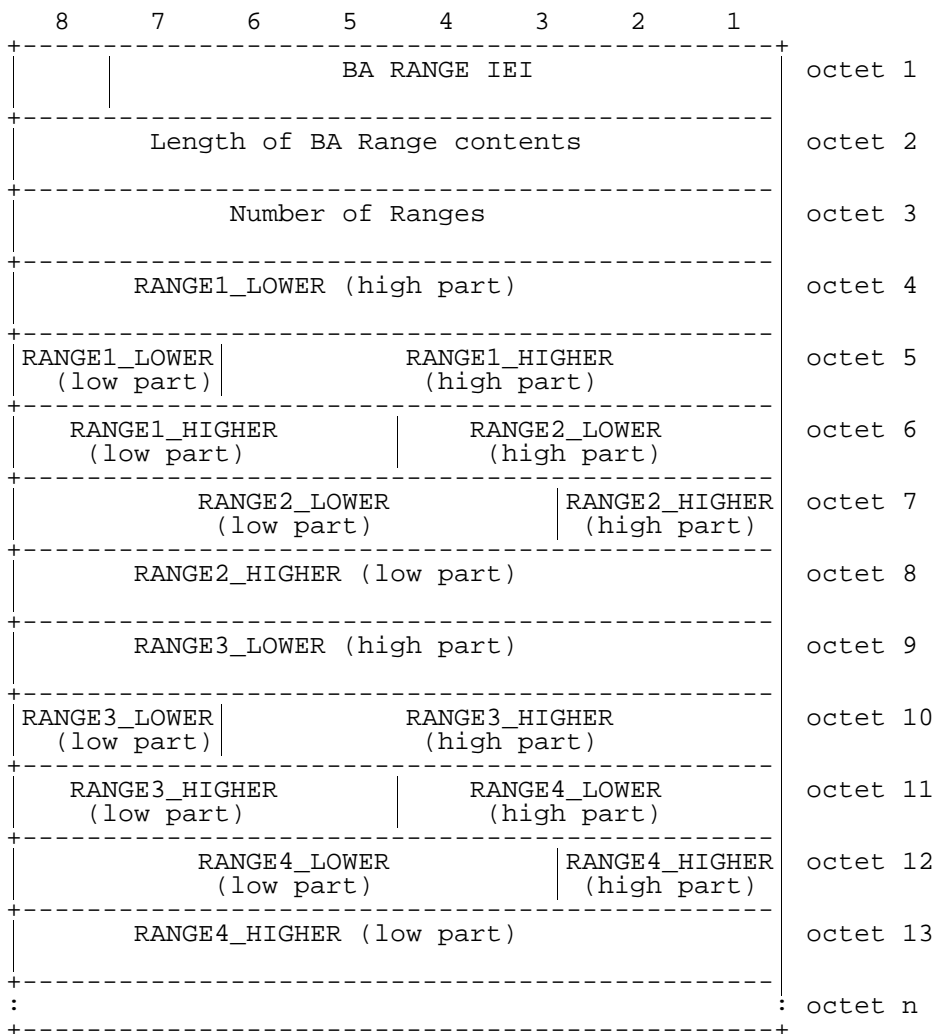 8 7 6 5 4 3 2 1
BA RANGE IEI octet 1
Length of BA Range contents octet 2
Number of Ranges octet 3
RANGE1_LOWER (high part) octet 4
RANGE1_LOWER RANGE1_HIGHER octet 5
(low part) (high part)
RANGE1_HIGHER RANGE2_LOWER octet 6
(low part) (high part)
RANGE2_LOWER RANGE2_HIGHER octet 7
(low part) (high part)
RANGE2_HIGHER (low part) octet 8
RANGE3_LOWER (high part) octet 9
RANGE3_LOWER RANGE3_HIGHER octet 10
(low part) (high part)
RANGE3_HIGHER RANGE4_LOWER octet 11
(low part) (high part)
RANGE4_LOWER RANGE4_HIGHER octet 12
(low part) (high part)
RANGE4_HIGHER (low part) octet 13
: : octet n